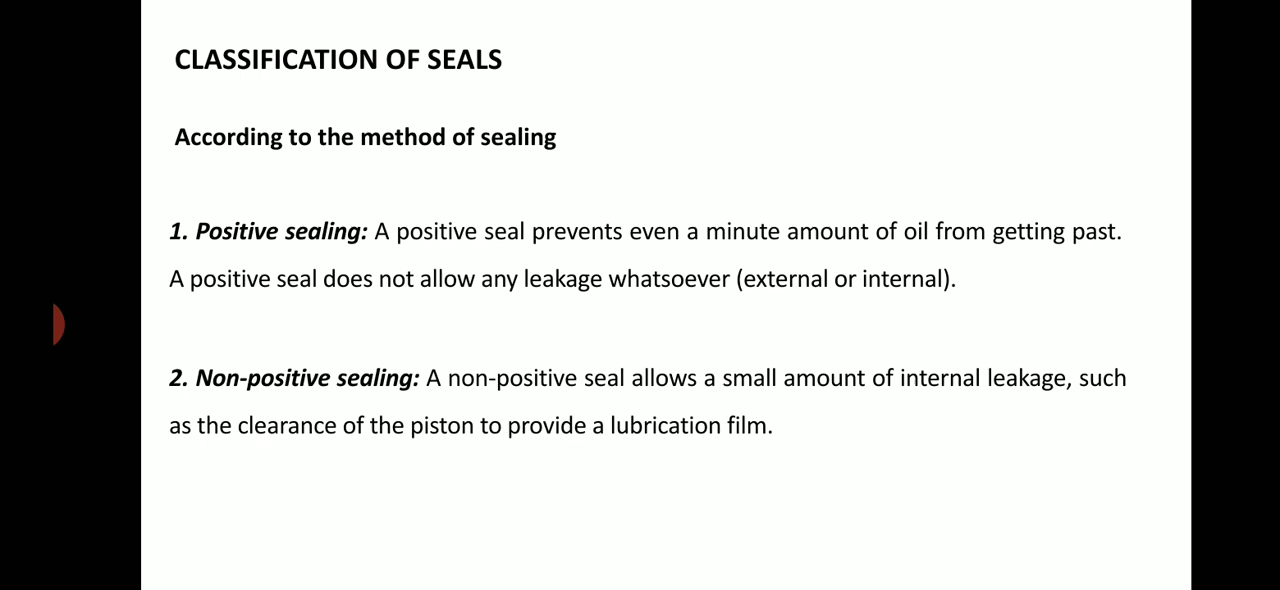 CLASSIFICATION OF SEALS
According to the method of sealing
1. Positive sealing: A positive seal prevents even a minute amount of oil from getting past.
A positive seal does not allow any leakage whatsoever (external or internal).
2. Non-positive sealing: A non-positive seal allows a small amount of internal leakage, such
as the clearance of the piston to provide a lubrication film.